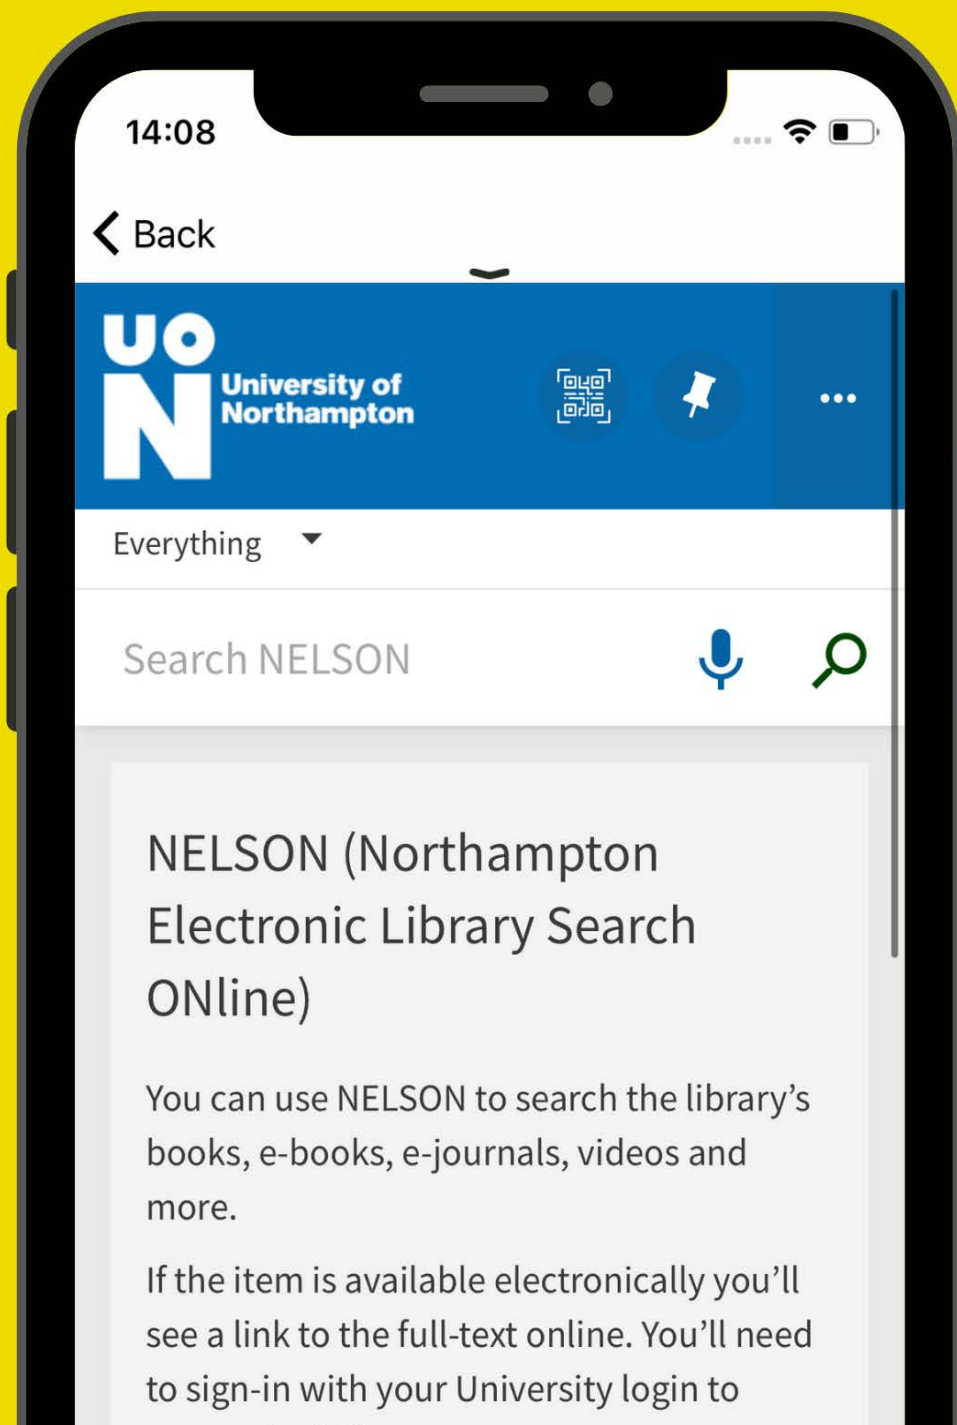 14:08
Back
UON
University of
Northampton
Everything
Search NELSON
NELSON (Northampton
Electronic Library Search
ONline)
You can use NELSON to search the library’s
books, e-books, e-journals, videos and
more.
If the item is available electronically you’ll
see a link to the full-text online. You’ll need
to sign-in with your University login to